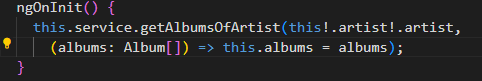 ngOnInit() {
this.service.getAlbumsOfArtist(this!.artist!.artist,
(albums: Album[]) => this.albums = albums);
}